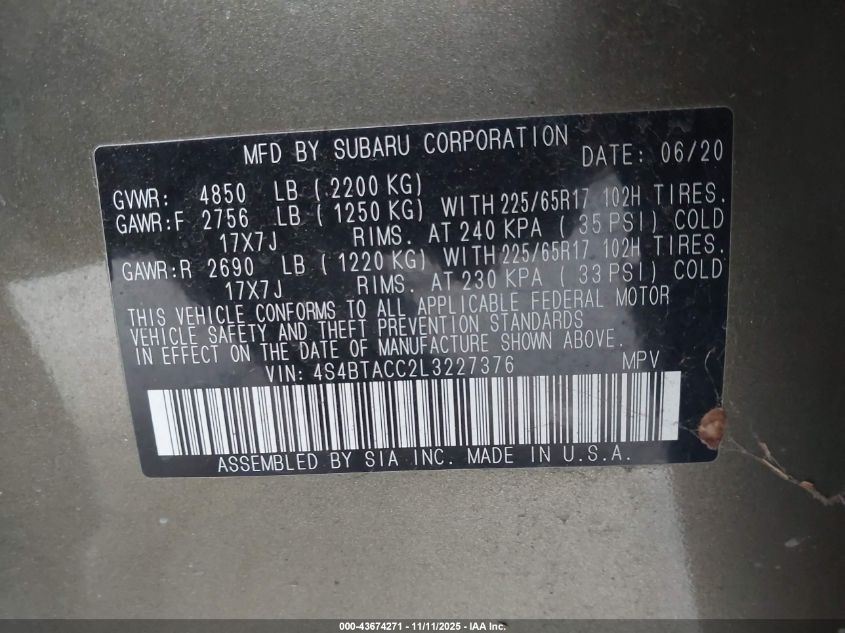 MFD BY SUBARU CORPORATION DATE: 06/20
GVWR: 4850 LB ( 2200 KG)
GAWR:F 2756 LB ( 1250 KG) WITH 225/65R17 102H TIRES.
17X7J RIMS. AT 240 KPA ( 35 PSI) COLD
GAWR:R 2690 LB ( 1220 KG) WITH 225/65R17 102H TIRES.
17X7J RIMS. AT 230 KPA ( 33 PSI) COLD
THIS VEHICLE CONFORMS TO ALL APPLICABLE FEDERAL MOTOR
VEHICLE SAFETY AND THEFT PREVENTION STANDARDS
IN EFFECT ON THE DATE OF MANUFACTURE SHOWN ABOVE.
VIN: 4S4BTACC2L3227376 MPV
ASSEMBLED BY SIA INC. MADE IN U.S.A.
000-43674271 - 11/11/2025 - IAA Inc.